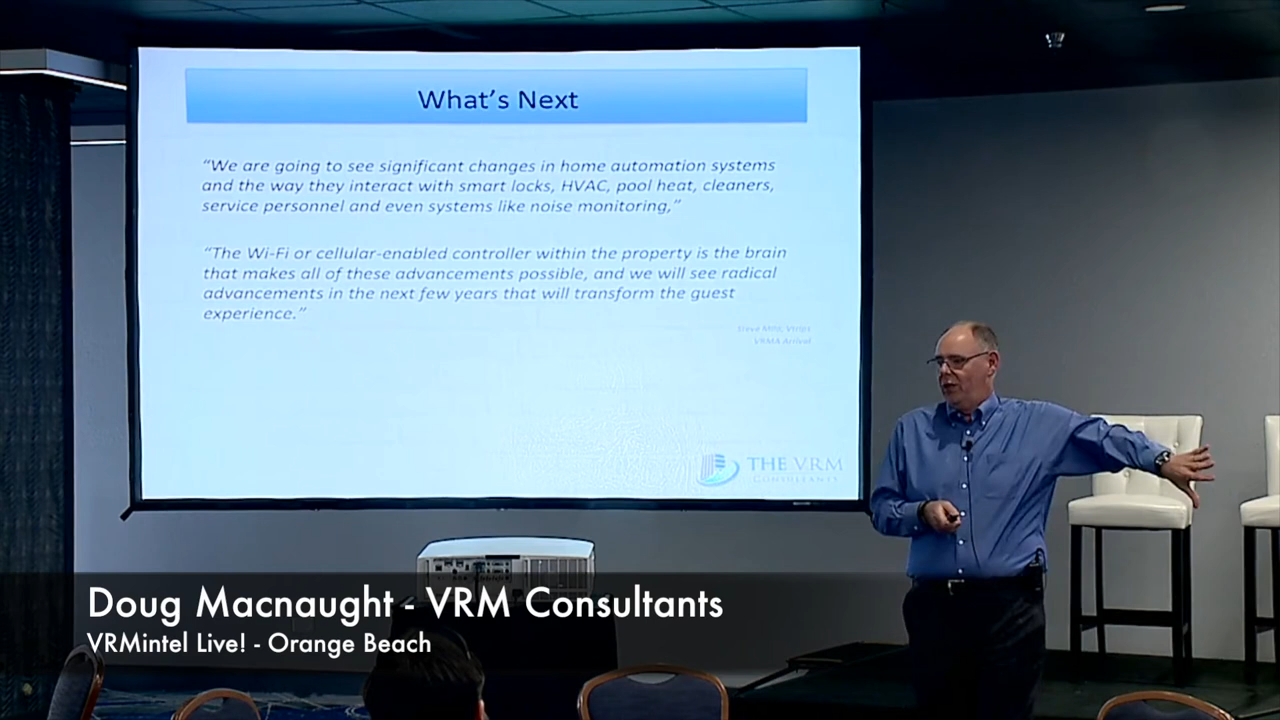 What's Next
“We are going to see significant changes in home automation systems
and the way they interact with smart locks, HVAC, pool heat, cleaners,
service personnel and even systems like noise monitoring,”
“The Wi-Fi or cellular-enabled controller within the property is the brain
that makes all of these advancements possible, and we will see radical
advancements in the next few years that will transform the guest
experience.”
Steve
VRMA Arrival
THE VRM
CONSULTANTS
Doug Macnaught - VRM Consultants
VRMintel Live! - Orange Beach